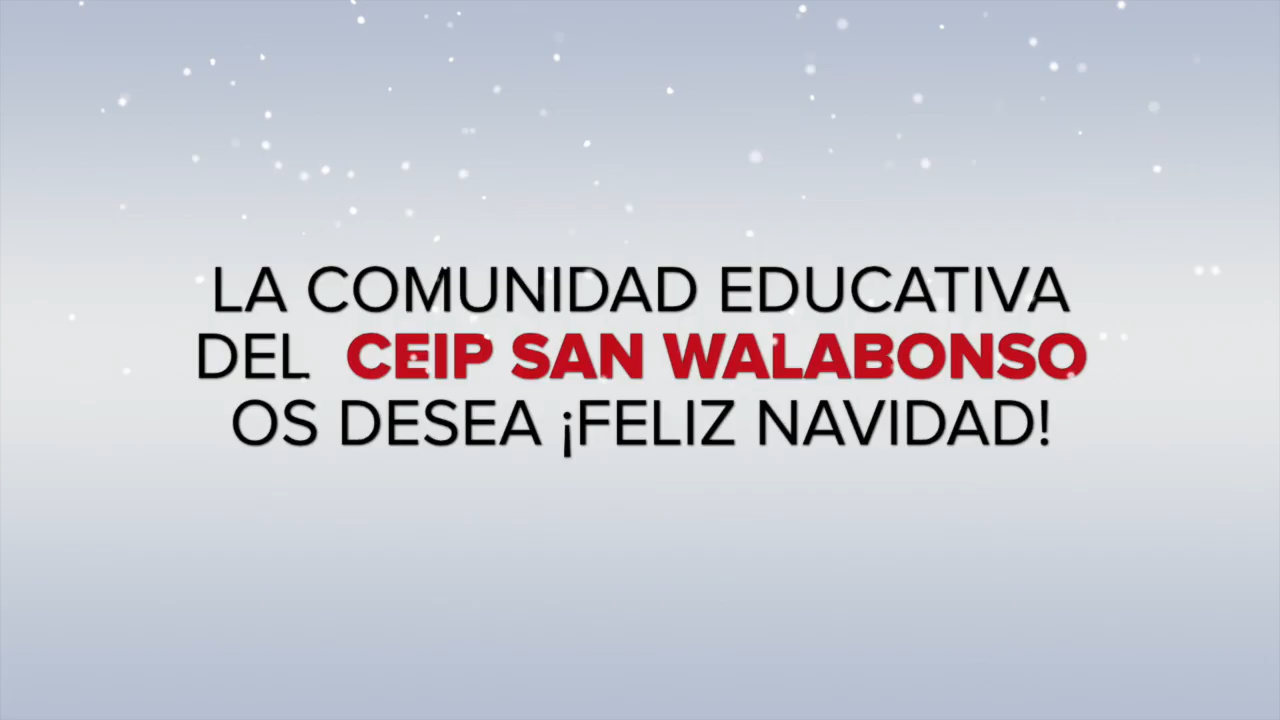 LA COMUNIDAD EDUCATIVA
DEL CEIP SAN WALABONSO
OS DESEA ¡FELIZ NAVIDAD!